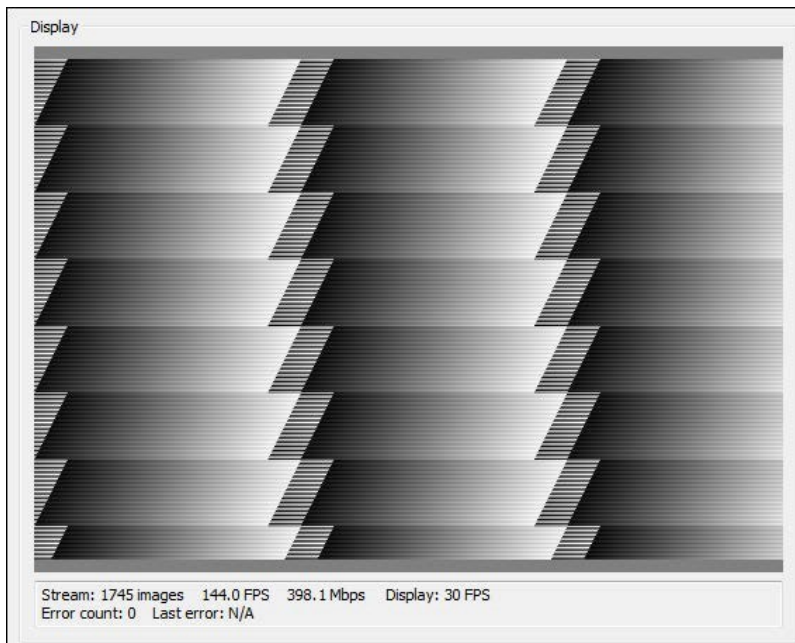 Display
Stream: 1745 images 144.0 FPS 398.1 Mbps Display: 30 FPS
Error count: 0 Last error: N/A